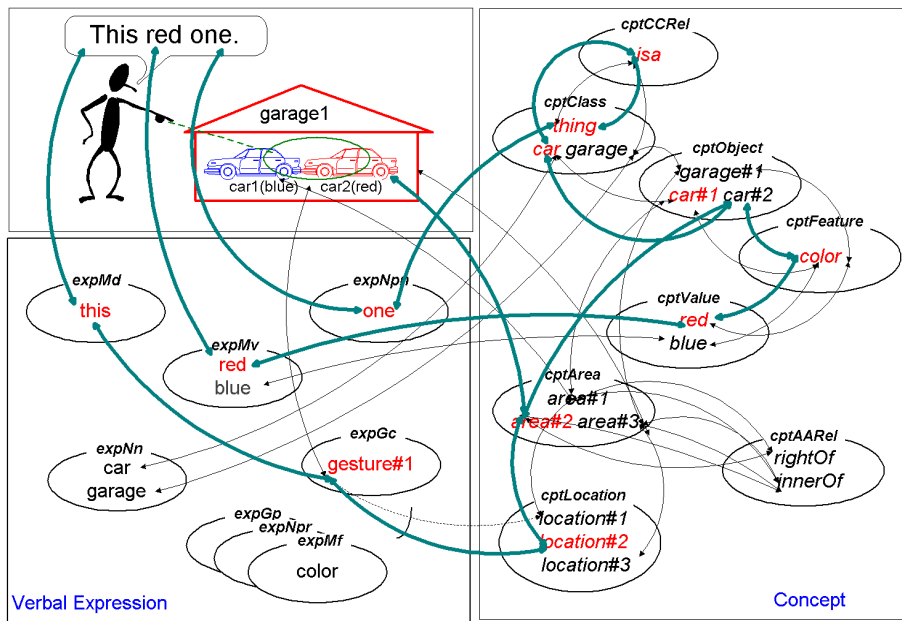 This red one.
garage1
car1(blue) car2(red)
expMd
this
expNpn
one
expMv
red
blue
expNn
car
garage
expGc
gesture#1
expGp
expNpr
expMf
color
Verbal Expression
cptCCRel
isa
cptClass
thing
car garage
cptObject
garage#1
car#1 car#2
cptFeature
color
cptValue
red
blue
cptArea
area#1
area#2 area#3
cptAARel
rightOf
innerOf
cptLocation
location#1
location#2
location#3
Concept